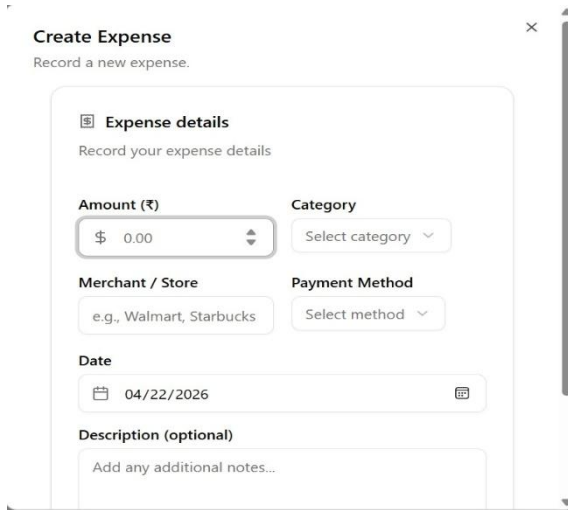 Create Expense
Record a new expense.
Expense details
Record your expense details
Amount (₹) Category
$ 0.00 Select category
Merchant / Store Payment Method
e.g., Walmart, Starbucks Select method
Date
04/22/2026
Description (optional)
Add any additional notes...